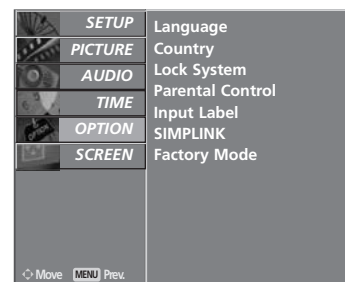 SETUP
PICTURE
AUDIO
TIME
OPTION
SCREEN
Language
Country
Lock System
Parental Control
Input Label
SIMPLINK
Factory Mode
Move MENU Prev.